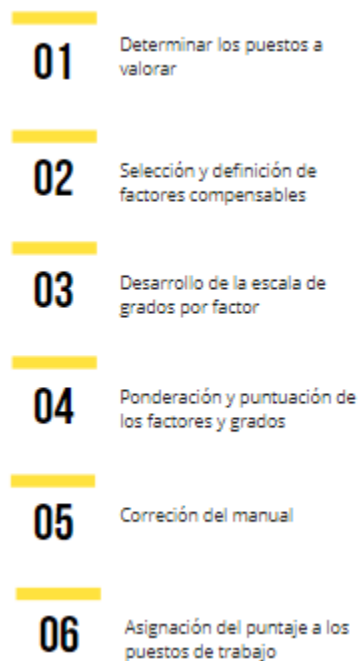 01
Determinar los puestos a
valorar
02
Selección y definición de
factores compensables
03
Desarrollo de la escala de
grados por factor
04
Ponderación y puntuación de
los factores y grados
05
Correción del manual
06
Asignación del puntaje a los
puestos de trabajo